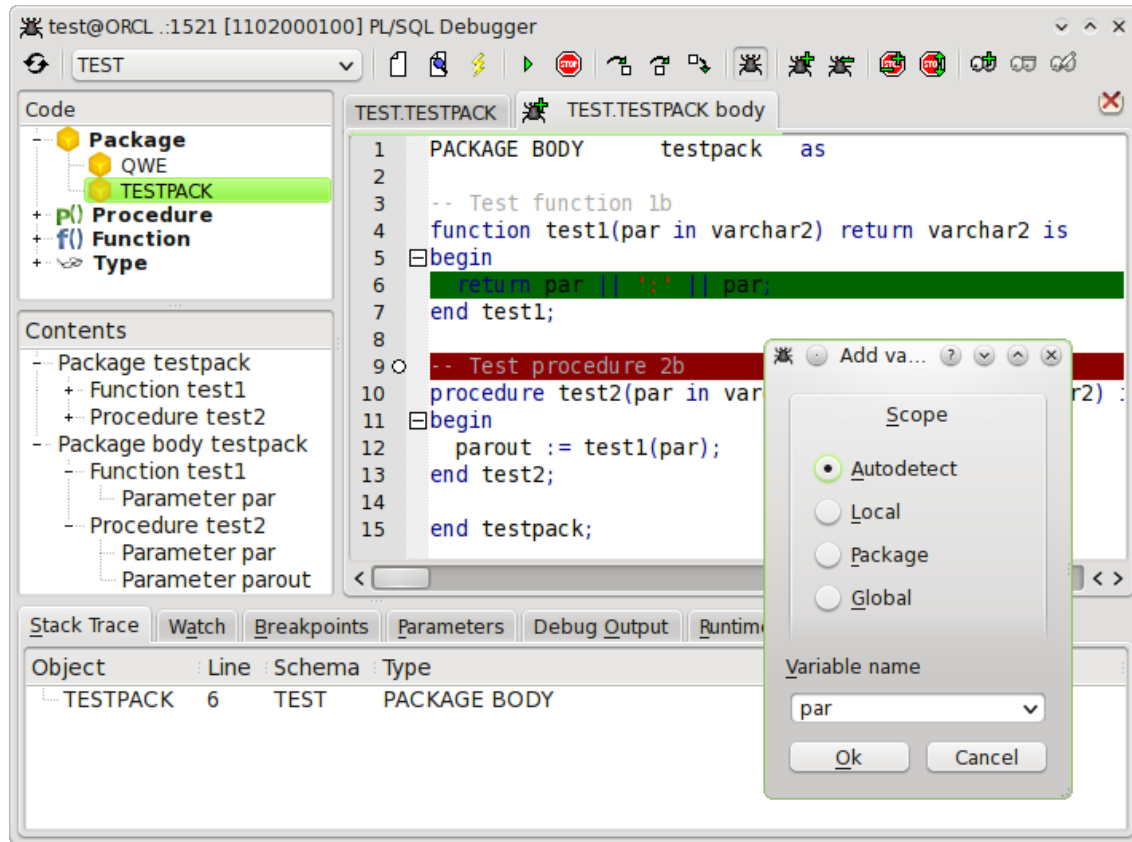 test@ORCL .:1521 [1102000100] PL/SQL Debugger
TEST
Code
Package
QWE
TESTPACK
P() Procedure
f() Function
Type
Contents
Package testpack
Function test1
Procedure test2
Package body testpack
Function test1
Parameter par
Procedure test2
Parameter par
Parameter parout
TEST.TESTPACK TEST.TESTPACK body
1 PACKAGE BODY testpack as
2
3 -- Test function 1b
4 function test1(par in varchar2) return varchar2 is
5 begin
6 return par || ':' || par;
7 end test1;
8
9 -- Test procedure 2b
10 procedure test2(par in var r2) i
11 begin
12 parout := test1(par);
13 end test2;
14
15 end testpack;
Add va...
Scope
Autodetect
Local
Package
Global
Variable name
par
Ok Cancel
Stack Trace Watch Breakpoints Parameters Debug Output Runtim
Object Line Schema Type
TESTPACK 6 TEST PACKAGE BODY